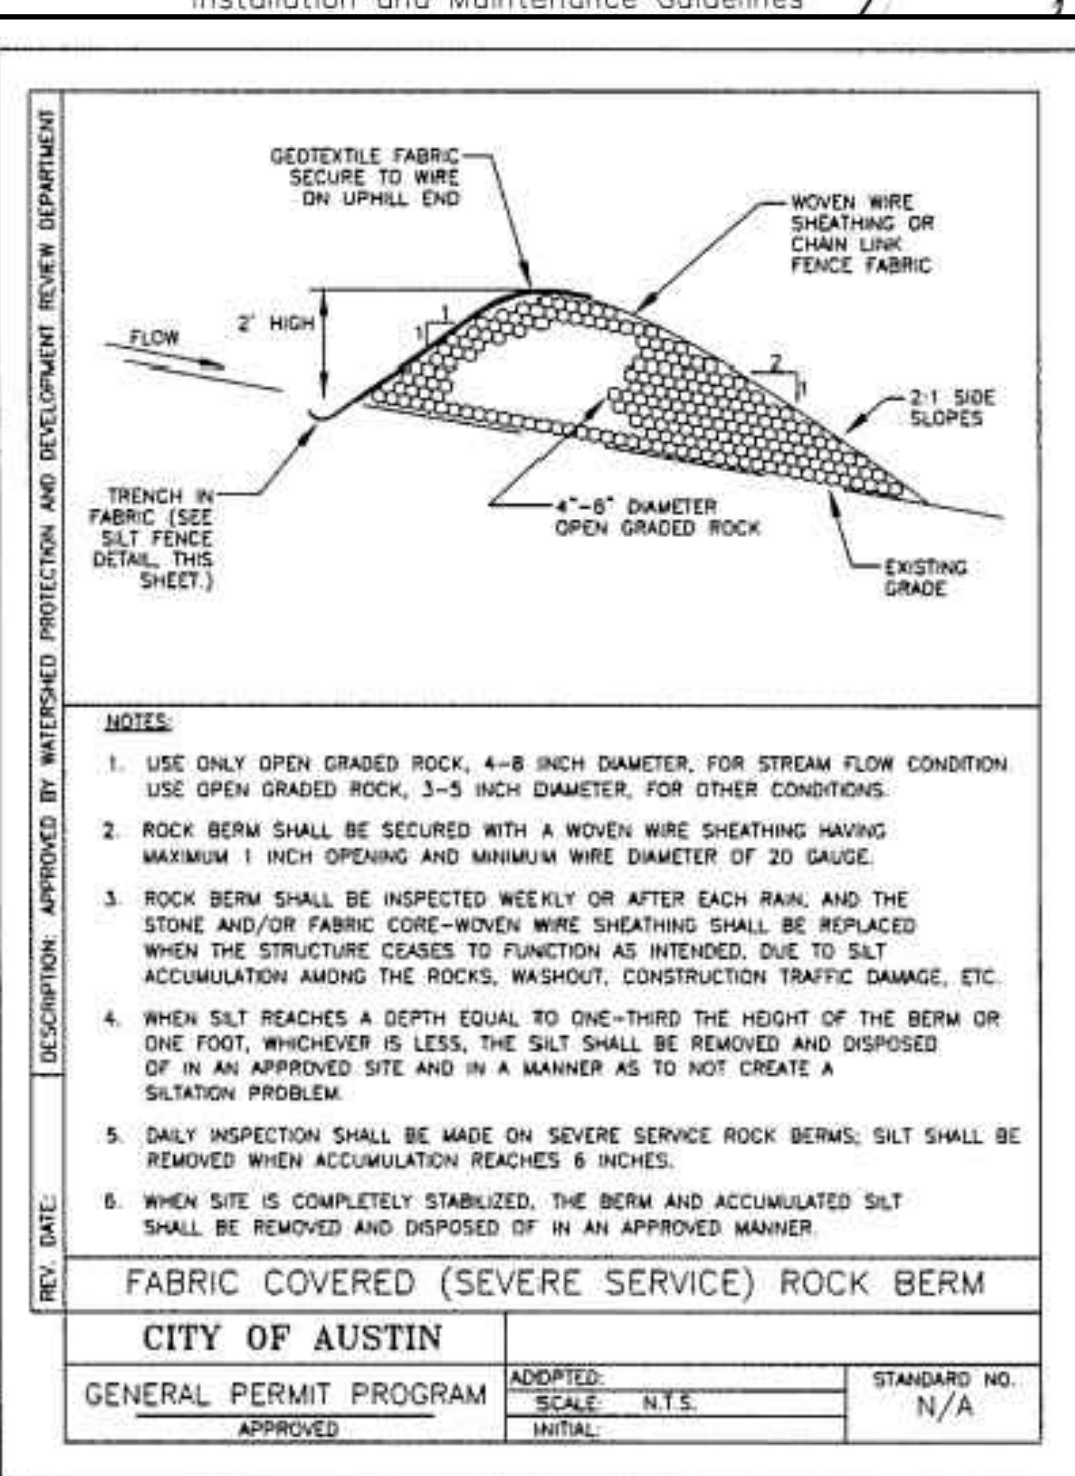 Installation and Maintenance Guidelines
DESCRIPTION: APPROVED BY WATERSHED PROTECTION AND DEVELOPMENT REVIEW DEPARTMENT
REV. DATE:
GEOTEXTILE FABRIC
SECURE TO WIRE
ON UPHILL END
WOVEN WIRE
SHEATHING OR
CHAIN LINK
FENCE FABRIC
2' HIGH
1
1
FLOW
2
1
2:1 SIDE
SLOPES
TRENCH IN
FABRIC (SEE
SILT FENCE
DETAIL, THIS
SHEET.)
4"-8" DIAMETER
OPEN GRADED ROCK
EXISTING
GRADE
NOTES:
1. USE ONLY OPEN GRADED ROCK, 4-8 INCH DIAMETER, FOR STREAM FLOW CONDITION.
USE OPEN GRADED ROCK, 3-5 INCH DIAMETER, FOR OTHER CONDITIONS.
2. ROCK BERM SHALL BE SECURED WITH A WOVEN WIRE SHEATHING HAVING
MAXIMUM 1 INCH OPENING AND MINIMUM WIRE DIAMETER OF 20 GAUGE.
3. ROCK BERM SHALL BE INSPECTED WEEKLY OR AFTER EACH RAIN, AND THE
STONE AND/OR FABRIC CORE-WOVEN WIRE SHEATHING SHALL BE REPLACED
WHEN THE STRUCTURE CEASES TO FUNCTION AS INTENDED, DUE TO SILT
ACCUMULATION AMONG THE ROCKS, WASHOUT, CONSTRUCTION TRAFFIC DAMAGE, ETC.
4. WHEN SILT REACHES A DEPTH EQUAL TO ONE-THIRD THE HEIGHT OF THE BERM OR
ONE FOOT, WHICHEVER IS LESS, THE SILT SHALL BE REMOVED AND DISPOSED
OF IN AN APPROVED SITE AND IN A MANNER AS TO NOT CREATE A
SILTATION PROBLEM.
5. DAILY INSPECTION SHALL BE MADE ON SEVERE SERVICE ROCK BERMS; SILT SHALL BE
REMOVED WHEN ACCUMULATION REACHES 6 INCHES.
6. WHEN SITE IS COMPLETELY STABILIZED, THE BERM AND ACCUMULATED SILT
SHALL BE REMOVED AND DISPOSED OF IN AN APPROVED MANNER.
FABRIC COVERED (SEVERE SERVICE) ROCK BERM
CITY OF AUSTIN
GENERAL PERMIT PROGRAM
APPROVED
ADOPTED:
SCALE: N.T.S.
INITIAL:
STANDARD NO.
N/A